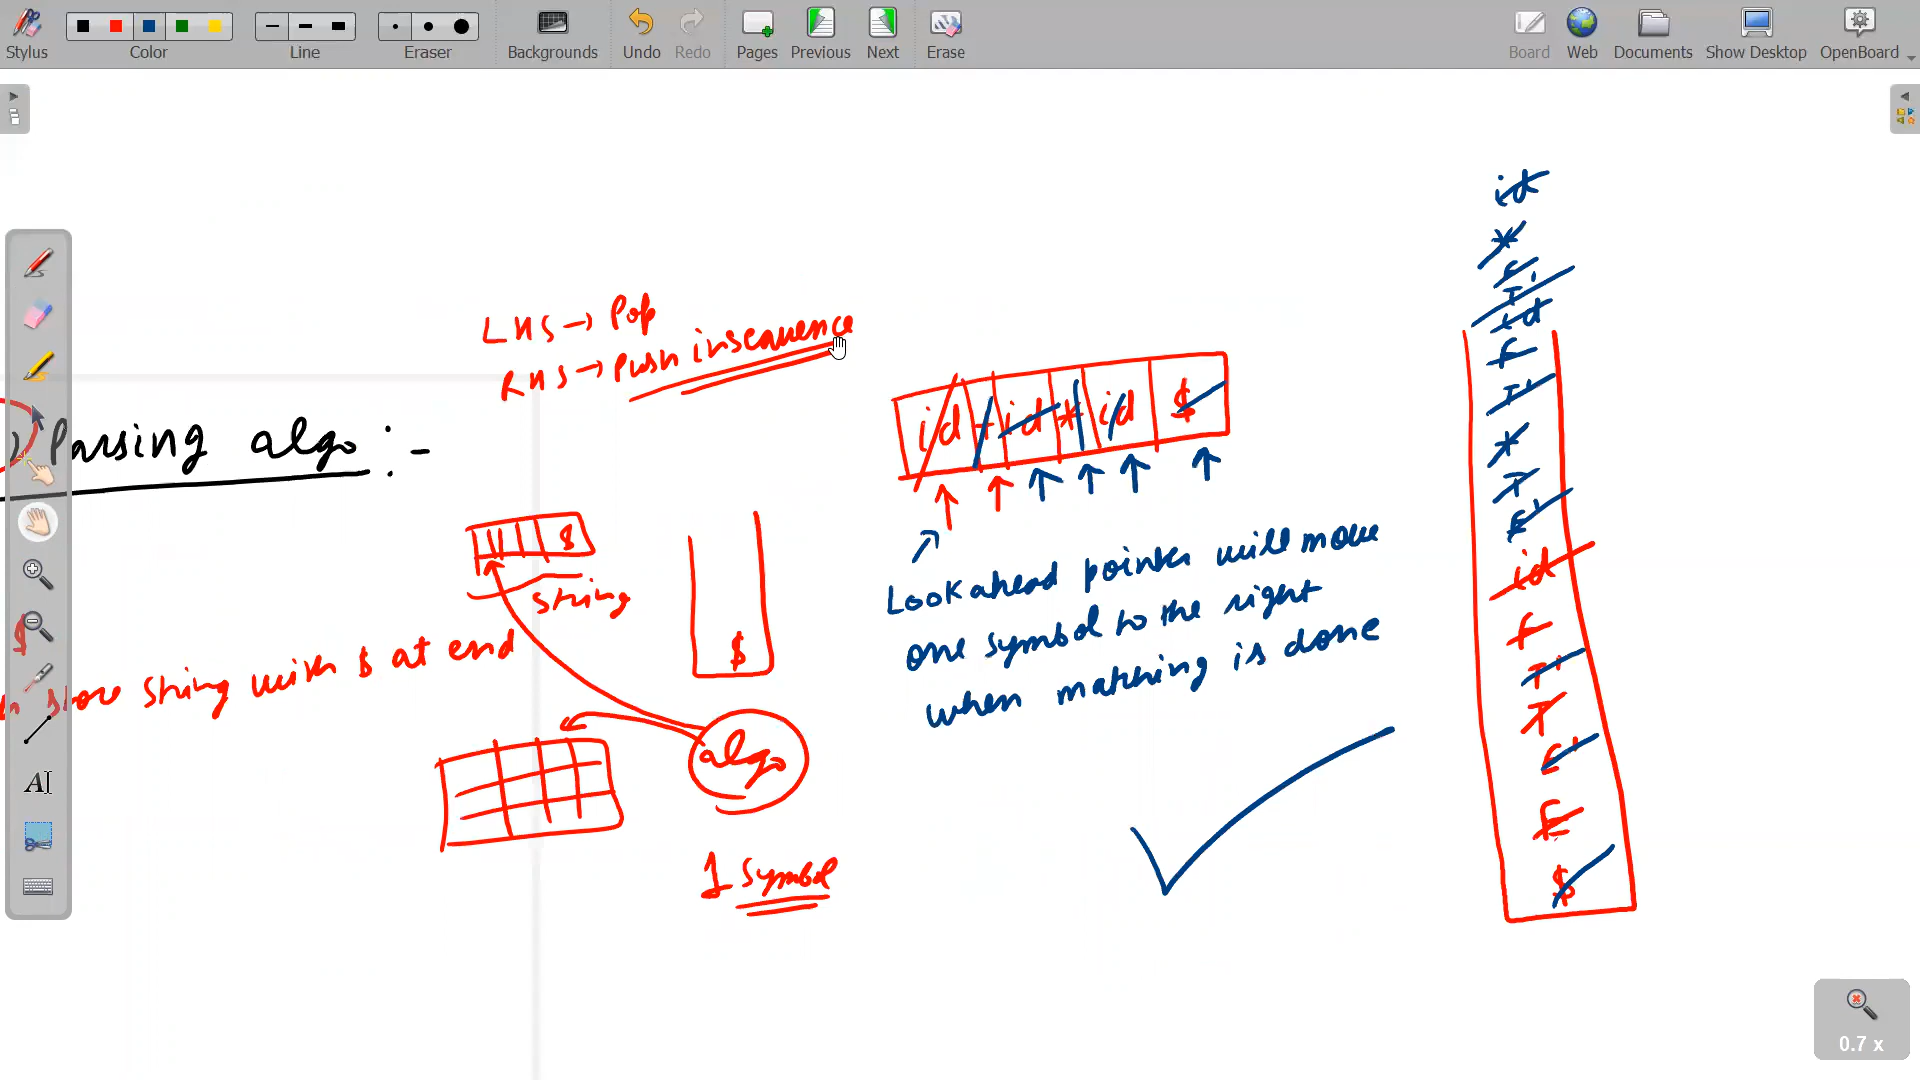 Stylus
Color
Line
Eraser
Backgrounds
Undo
Redo
Pages
Previous
Next
Erase
Board
Web
Documents
Show Desktop
OpenBoard
LHS → Pop
RHS → Push in sequence
Parsing algo :-
$
string
store string with $ at end
$
algo
1 symbol
id + id * id $
Lookahead pointer will move
one symbol to the right
when matching is done
id
*
F
T'
id
F
T'
*
T
E'
id
F
T'
T
E'
E
$
0.7 x